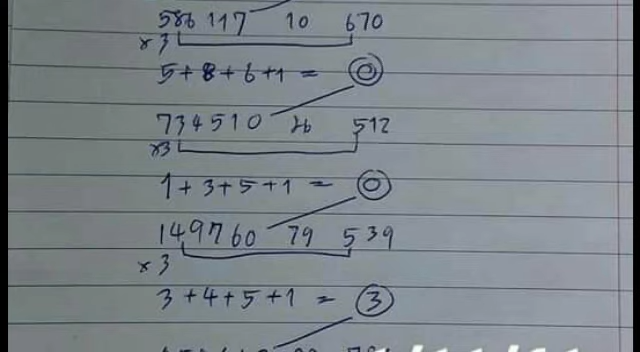 586117 10 670
x3
5+8+6+1 = 0
734510 26 512
x3
1+3+5+1 = 0
149760 79 539
x3
3+4+5+1 = 3